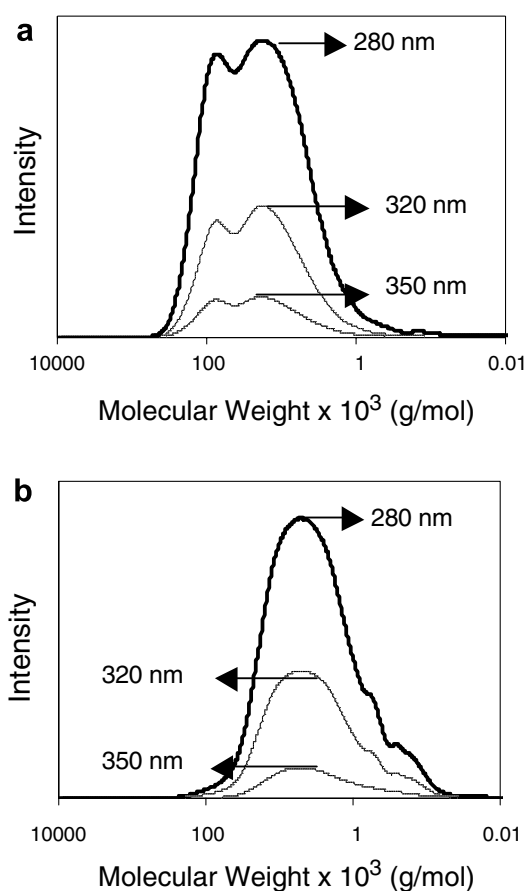 a
280 nm
320 nm
350 nm
Intensity
10000 100 1 0.01
Molecular Weight x 10³ (g/mol)
b
280 nm
320 nm
350 nm
Intensity
10000 100 1 0.01
Molecular Weight x 10³ (g/mol)